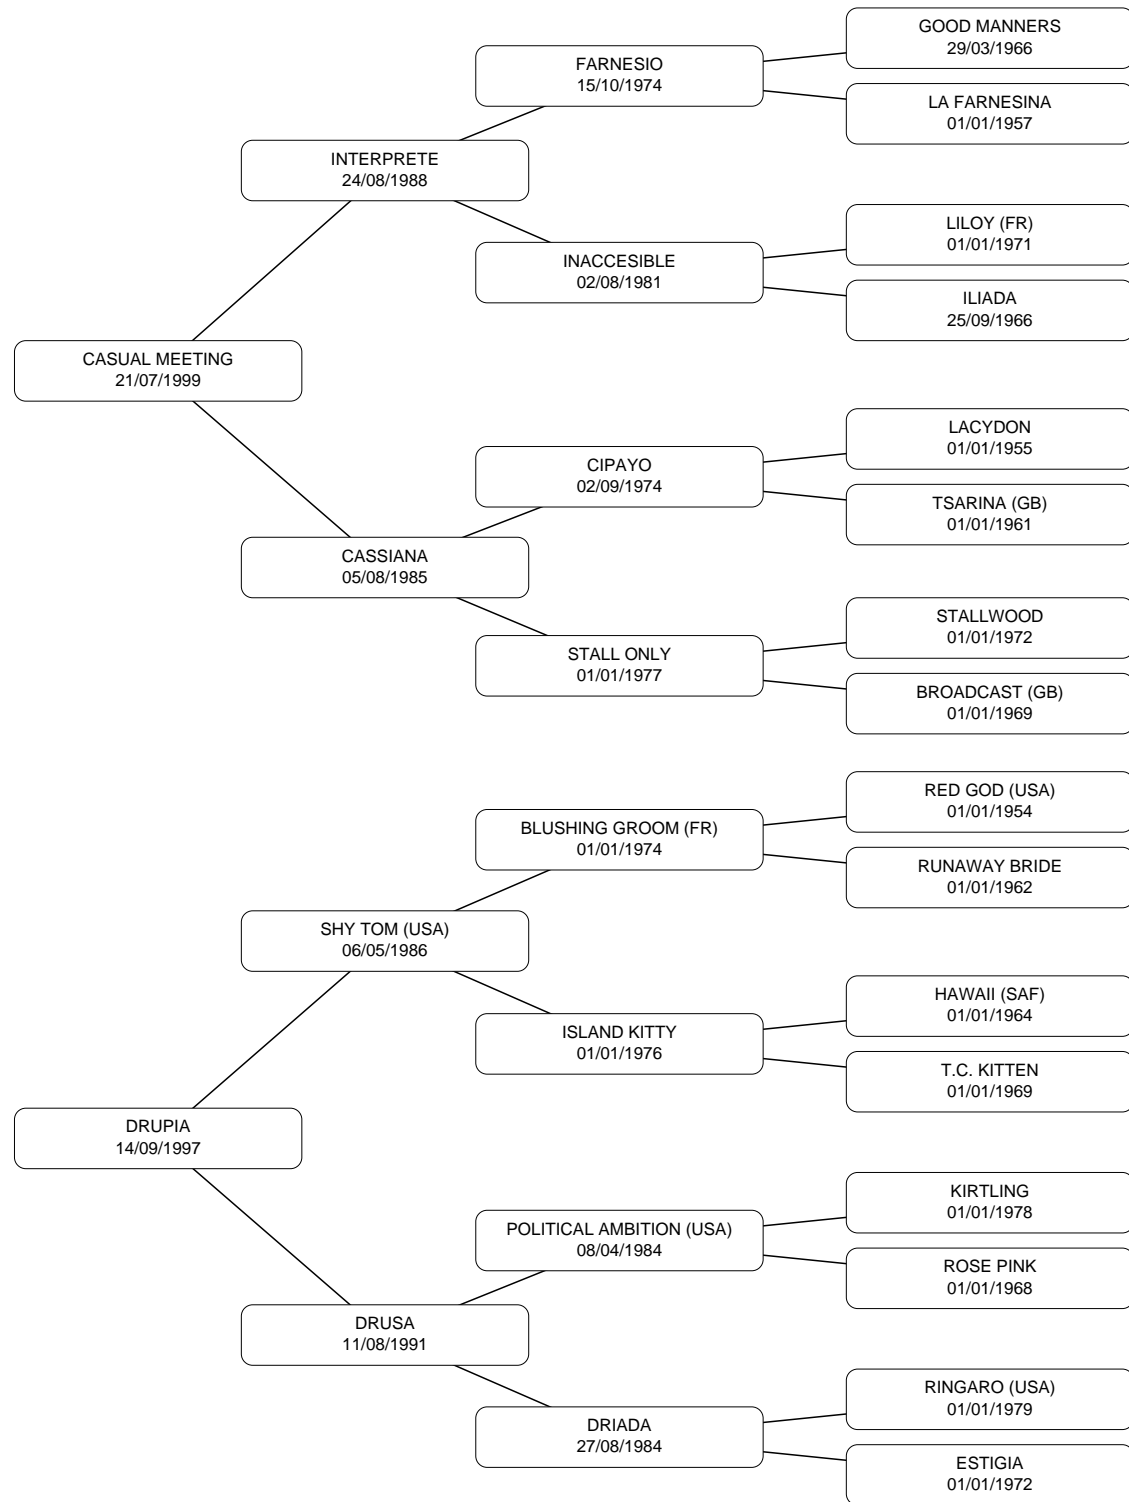 GOOD MANNERS
29/03/1966
FARNESIO
15/10/1974
LA FARNESINA
01/01/1957
INTERPRETE
24/08/1988
LILOY (FR)
01/01/1971
INACCESIBLE
02/08/1981
ILIADA
25/09/1966
CASUAL MEETING
21/07/1999
LACYDON
01/01/1955
CIPAYO
02/09/1974
TSARINA (GB)
01/01/1961
CASSIANA
05/08/1985
STALLWOOD
01/01/1972
STALL ONLY
01/01/1977
BROADCAST (GB)
01/01/1969
RED GOD (USA)
01/01/1954
BLUSHING GROOM (FR)
01/01/1974
RUNAWAY BRIDE
01/01/1962
SHY TOM (USA)
06/05/1986
HAWAII (SAF)
01/01/1964
ISLAND KITTY
01/01/1976
T.C. KITTEN
01/01/1969
DRUPIA
14/09/1997
KIRTLING
01/01/1978
POLITICAL AMBITION (USA)
08/04/1984
ROSE PINK
01/01/1968
DRUSA
11/08/1991
RINGARO (USA)
01/01/1979
DRIADA
27/08/1984
ESTIGIA
01/01/1972